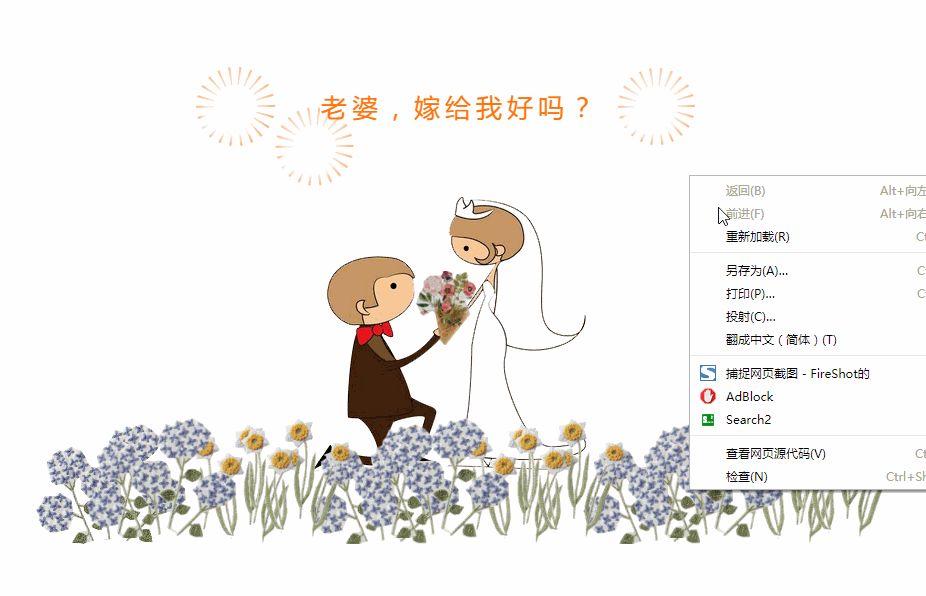 老婆，嫁给我好吗？
返回(B) Alt+向左
前进(F) Alt+向右
重新加载(R)
另存为(A)...
打印(P)...
投射(C)...
翻成中文（简体）(T)
捕捉网页截图 - FireShot的
AdBlock
Search2
查看网页源代码(V)
检查(N) Ctrl+Sh